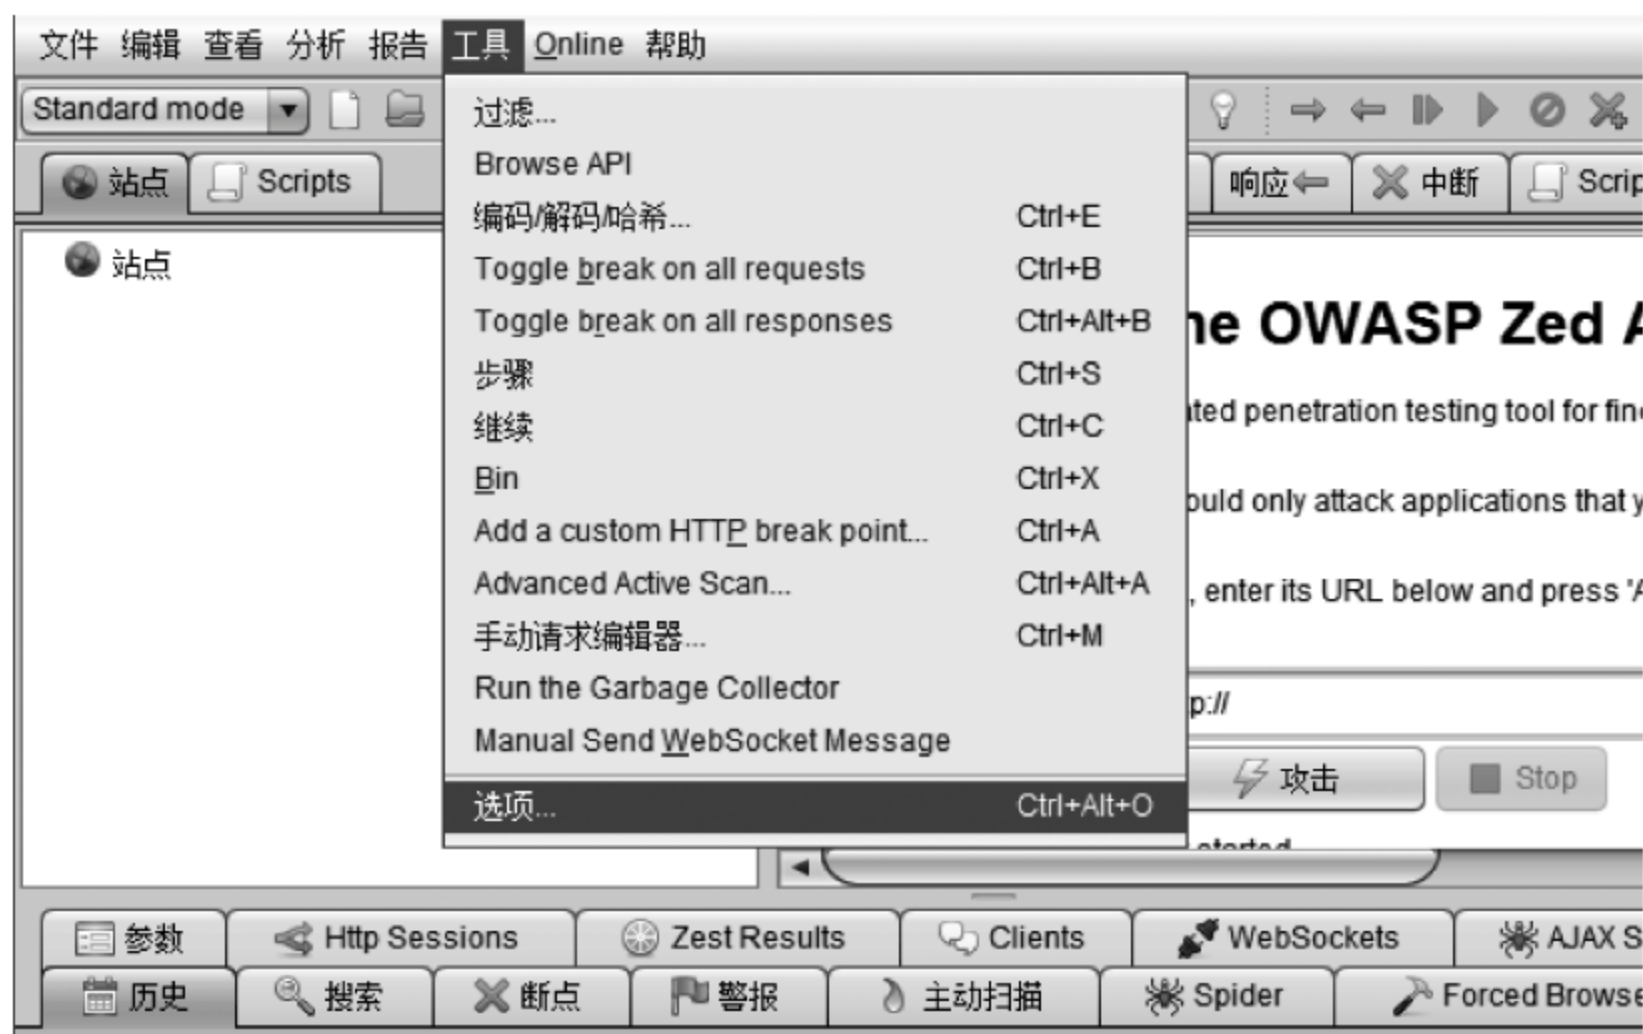 文件 编辑 查看 分析 报告 工具 Online 帮助
Standard mode
站点 Scripts
响应 中断
站点
过滤...
Browse API
编码/解码/哈希... Ctrl+E
Toggle break on all requests Ctrl+B
Toggle break on all responses Ctrl+Alt+B
步骤 Ctrl+S
继续 Ctrl+C
Bin Ctrl+X
Add a custom HTTP break point... Ctrl+A
Advanced Active Scan... Ctrl+Alt+A
手动请求编辑器... Ctrl+M
Run the Garbage Collector
Manual Send WebSocket Message
选项... Ctrl+Alt+O
OWASP Zed
penetration testing tool for
only attack applications that
, enter its URL below and press
p://
攻击 Stop
参数 Http Sessions Zest Results Clients WebSockets AJAX
历史 搜索 断点 警报 主动扫描 Spider Forced Browse